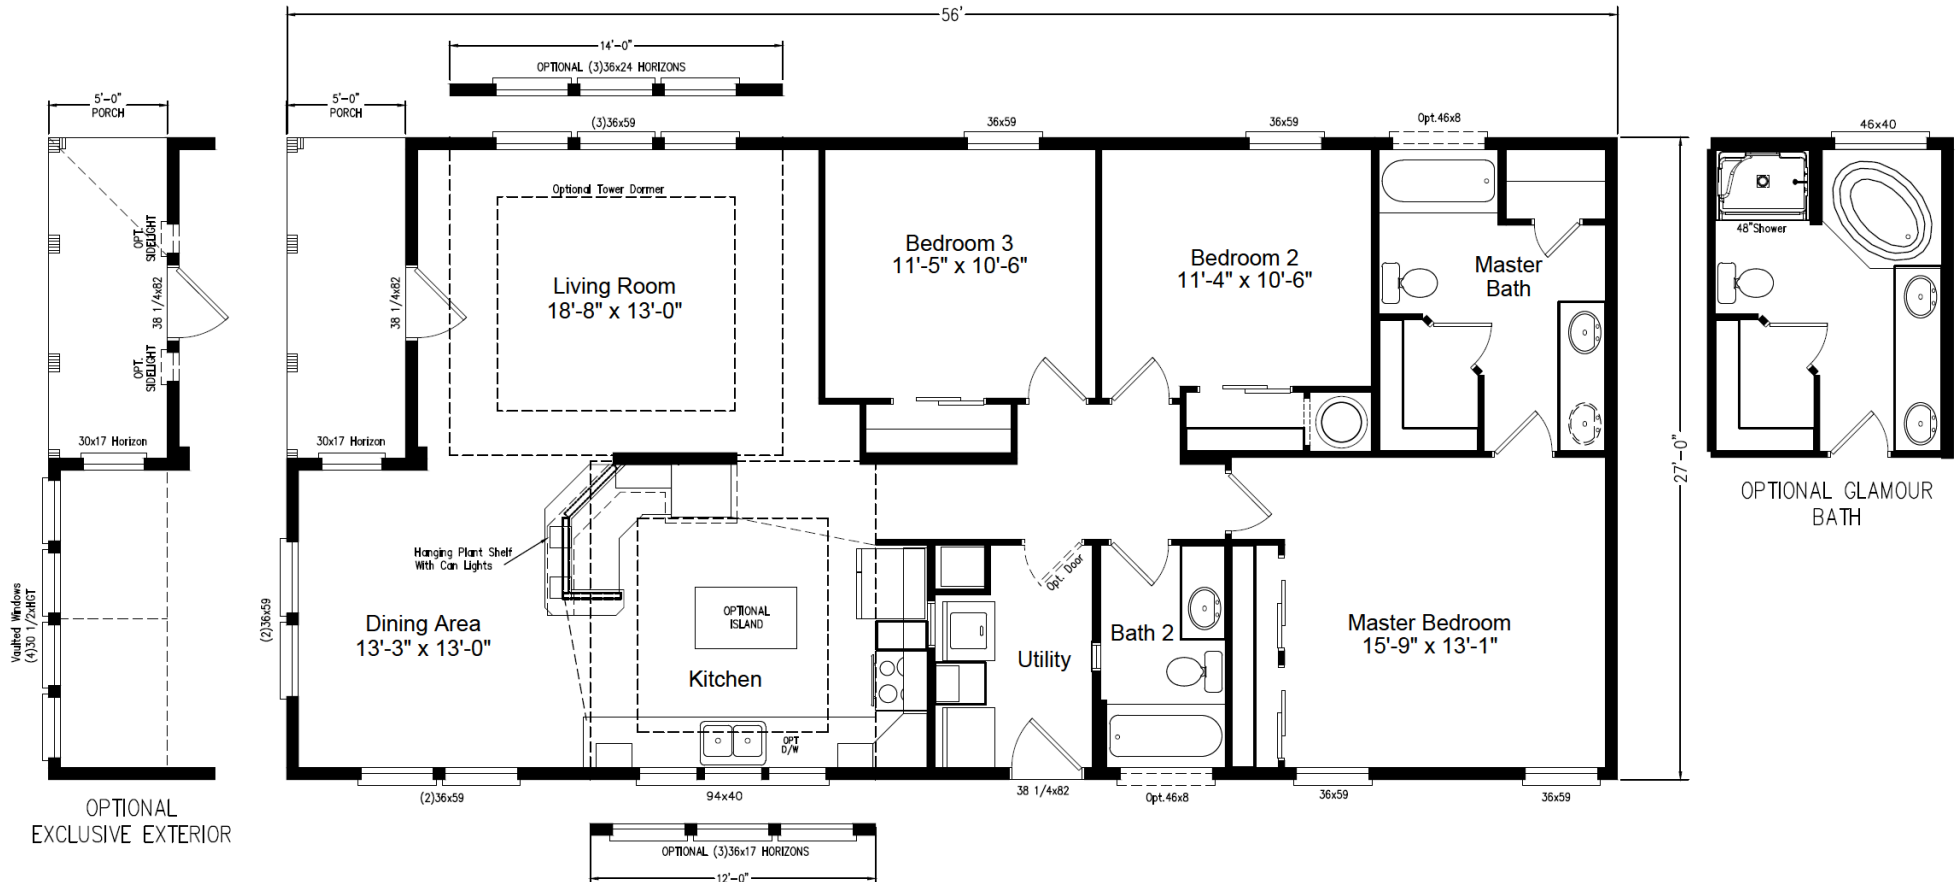 56'
14'-0"
OPTIONAL (3)36x24 HORIZONS
5'-0"
PORCH
5'-0"
PORCH
(3)36x59
36x59
36x59
Opt.46x8
46x40
Optional Tower Dormer
OPT.
SIDELIGHT
38 1/4x82
OPT.
SIDELIGHT
38 1/4x82
Living Room
18'-8" x 13'-0"
Bedroom 3
11'-5" x 10'-6"
Bedroom 2
11'-4" x 10'-6"
Master
Bath
48"Shower
30x17 Horizon
30x17 Horizon
27'-0"
OPTIONAL GLAMOUR
BATH
Hanging Plant Shelf
With Can Lights
Opt. Door
Vaulted Windows
(4)30 1/2xHGT
(2)36x59
Dining Area
13'-3" x 13'-0"
OPTIONAL
ISLAND
Kitchen
Utility
Bath 2
Master Bedroom
15'-9" x 13'-1"
OPT
D/W
(2)36x59
94x40
38 1/4x82
Opt.46x8
36x59
36x59
OPTIONAL
EXCLUSIVE EXTERIOR
OPTIONAL (3)36x17 HORIZONS
12'-0"